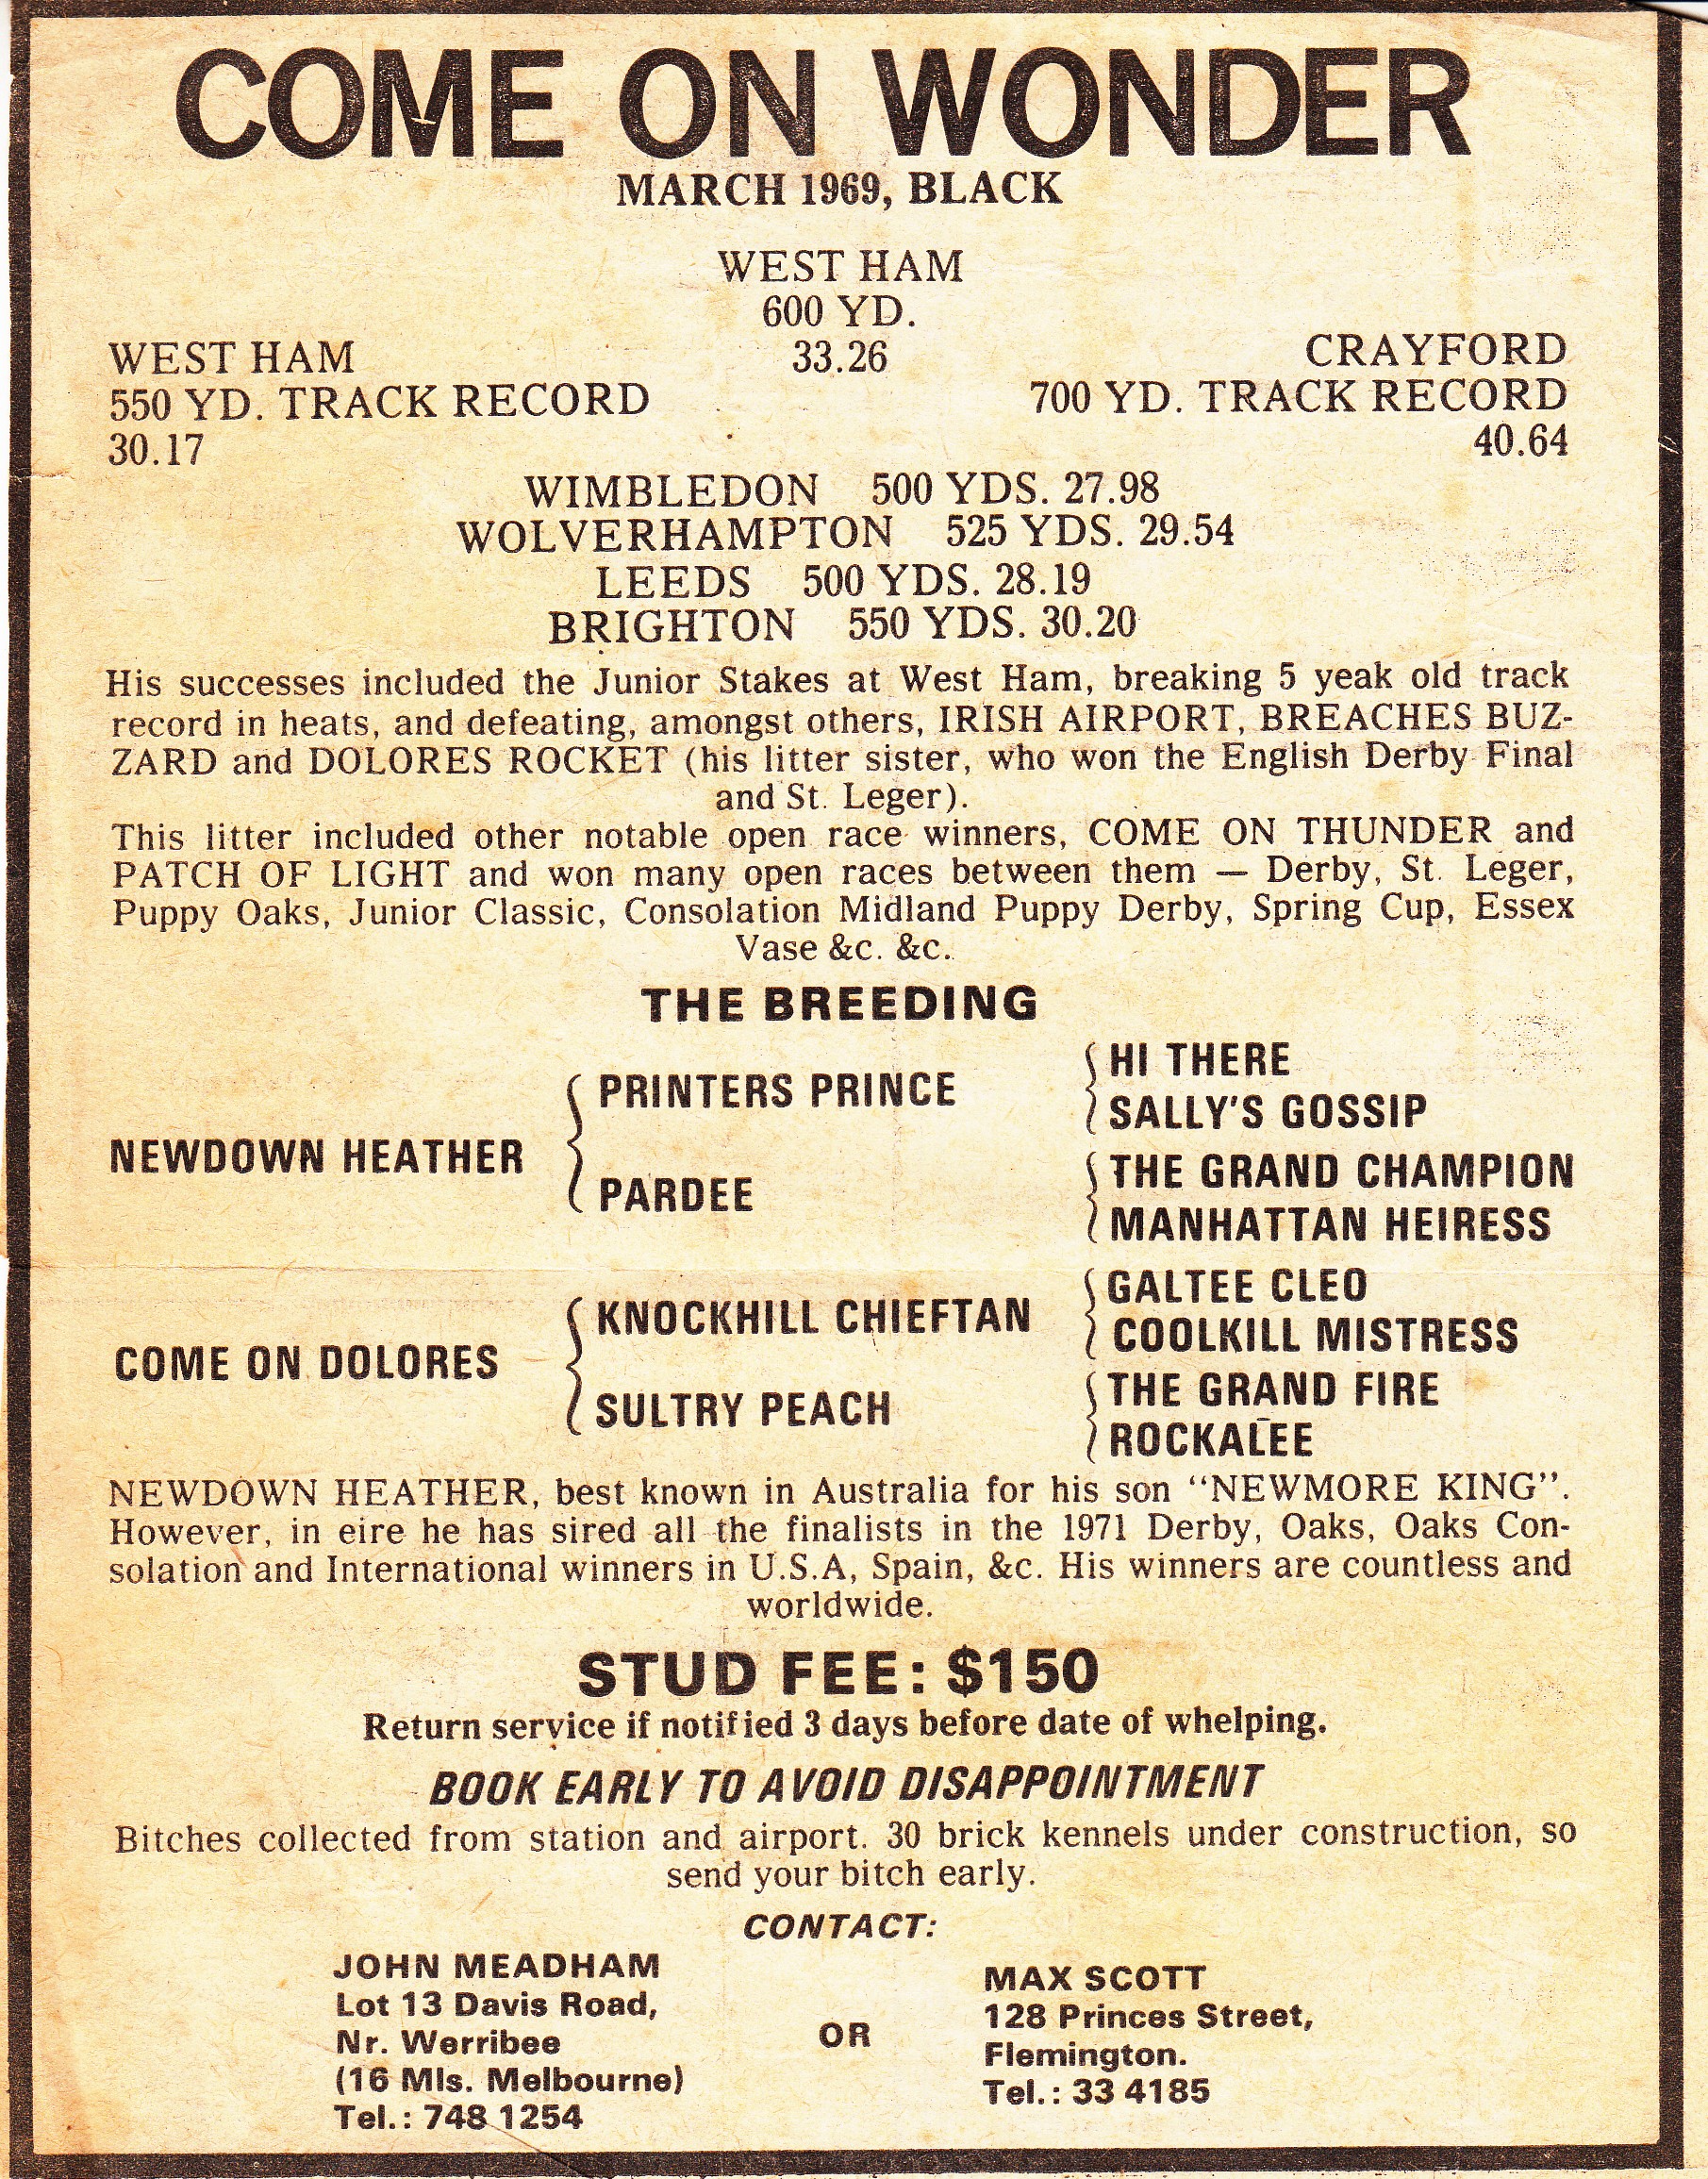 COME ON WONDER
MARCH 1969, BLACK
WEST HAM
600 YD.
33.26
WEST HAM
550 YD. TRACK RECORD
30.17
CRAYFORD
700 YD. TRACK RECORD
40.64
WIMBLEDON 500 YDS. 27.98
WOLVERHAMPTON 525 YDS. 29.54
LEEDS 500 YDS. 28.19
BRIGHTON 550 YDS. 30.20
His successes included the Junior Stakes at West Ham, breaking 5 yeak old track
record in heats, and defeating, amongst others, IRISH AIRPORT, BREACHES BUZ-
ZARD and DOLORES ROCKET (his litter sister, who won the English Derby Final
and St. Leger).
This litter included other notable open race winners, COME ON THUNDER and
PATCH OF LIGHT and won many open races between them — Derby, St. Leger,
Puppy Oaks, Junior Classic, Consolation Midland Puppy Derby, Spring Cup, Essex
Vase &c. &c..
THE BREEDING
NEWDOWN HEATHER
PRINTERS PRINCE
HI THERE
SALLY'S GOSSIP
PARDEE
THE GRAND CHAMPION
MANHATTAN HEIRESS
COME ON DOLORES
KNOCKHILL CHIEFTAN
GALTEE CLEO
COOLKILL MISTRESS
SULTRY PEACH
THE GRAND FIRE
ROCKALEE
NEWDOWN HEATHER, best known in Australia for his son "NEWMORE KING".
However, in eire he has sired all the finalists in the 1971 Derby, Oaks, Oaks Con-
solation and International winners in U.S.A, Spain, &c. His winners are countless and
worldwide.
STUD FEE: $150
Return service if notified 3 days before date of whelping.
BOOK EARLY TO AVOID DISAPPOINTMENT
Bitches collected from station and airport. 30 brick kennels under construction, so
send your bitch early.
CONTACT:
JOHN MEADHAM
Lot 13 Davis Road,
Nr. Werribee
(16 Mls. Melbourne)
Tel.: 748 1254
OR
MAX SCOTT
128 Princes Street,
Flemington.
Tel.: 33 4185